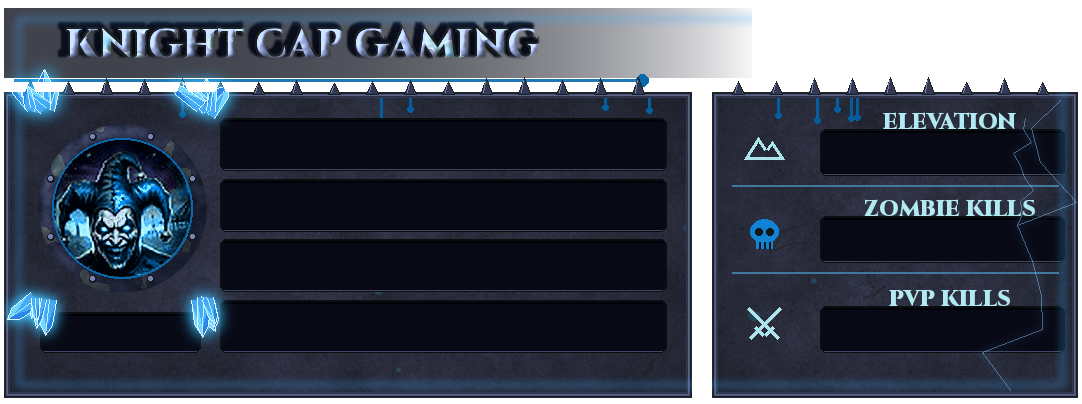 KNIGHT CAP GAMING
ELEVATION
ZOMBIE KILLS
PVP KILLS